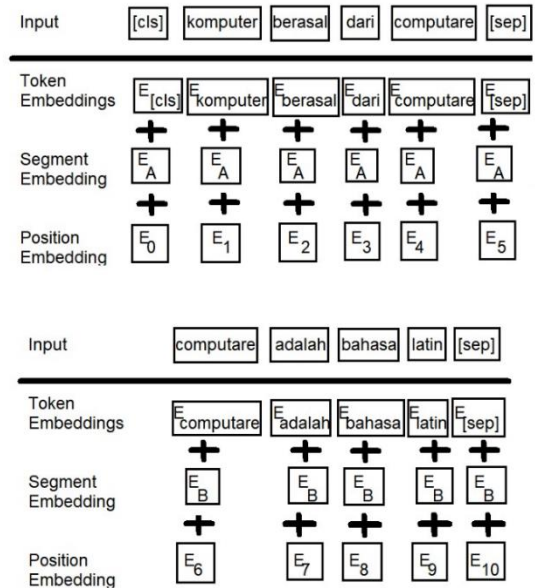 Input [cls] komputer berasal dari computare [sep]
Token Embeddings E[cls] Ekomputer Eberasal Edari Ecomputare E[sep]
Segment Embedding EA EA EA EA EA EA
Position Embedding E0 E1 E2 E3 E4 E5
Input computare adalah bahasa latin [sep]
Token Embeddings Ecomputare Eadalah Ebahasa Elatin E[sep]
Segment Embedding EB EB EB EB EB
Position Embedding E6 E7 E8 E9 E10